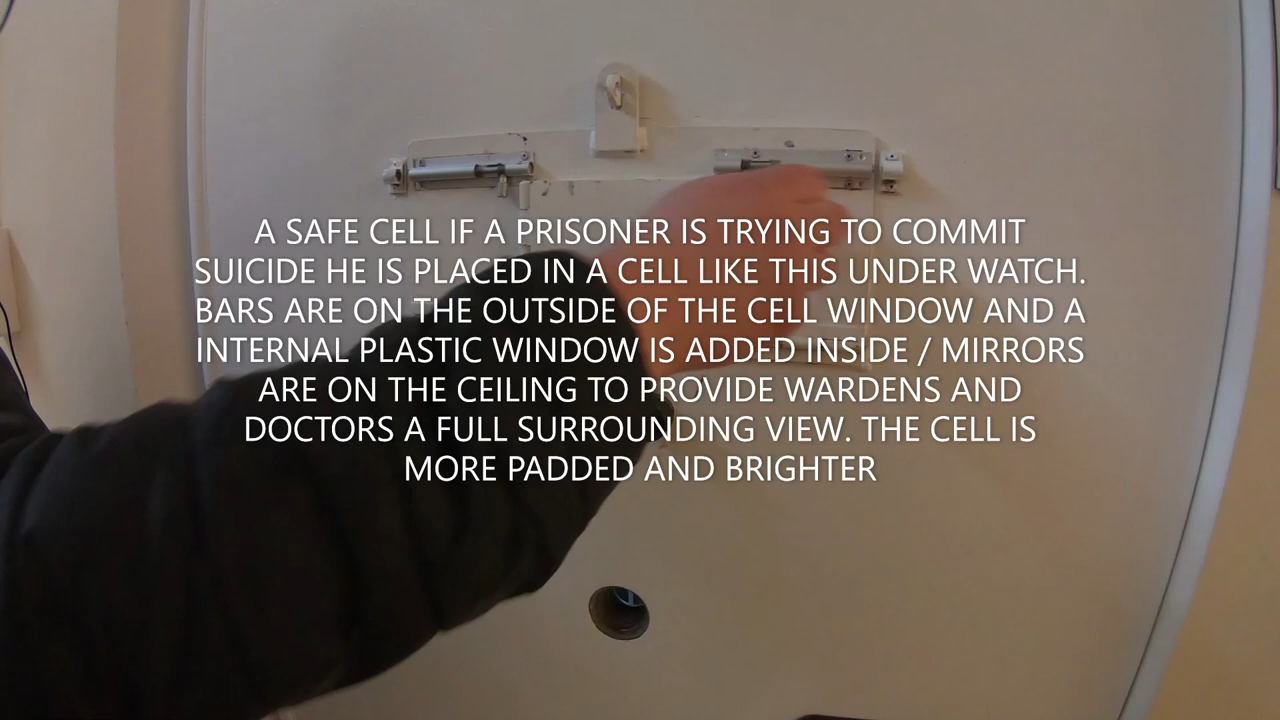 A SAFE CELL IF A PRISONER IS TRYING TO COMMIT
SUICIDE HE IS PLACED IN A CELL LIKE THIS UNDER WATCH.
BARS ARE ON THE OUTSIDE OF THE CELL WINDOW AND A
INTERNAL PLASTIC WINDOW IS ADDED INSIDE / MIRRORS
ARE ON THE CEILING TO PROVIDE WARDENS AND
DOCTORS A FULL SURROUNDING VIEW. THE CELL IS
MORE PADDED AND BRIGHTER